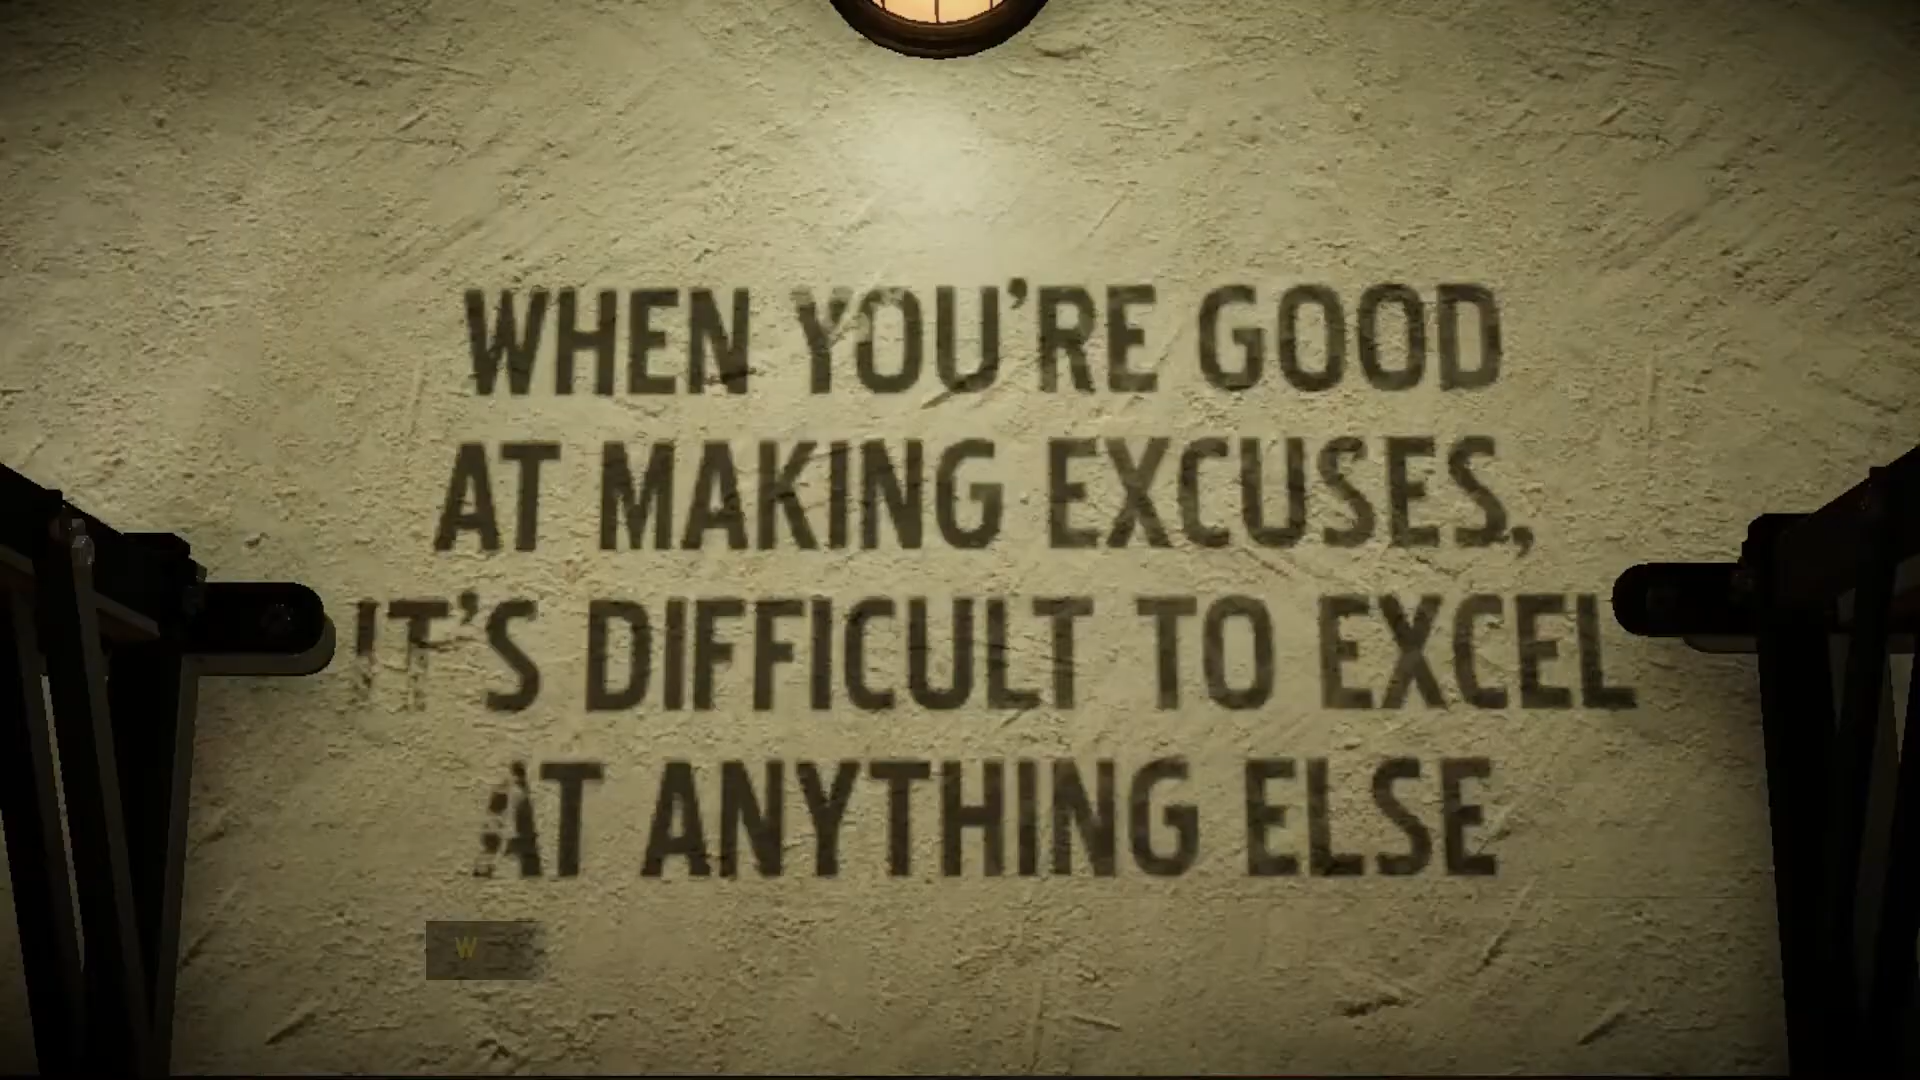 WHEN YOU'RE GOOD
AT MAKING EXCUSES,
IT'S DIFFICULT TO EXCEL
AT ANYTHING ELSE
W